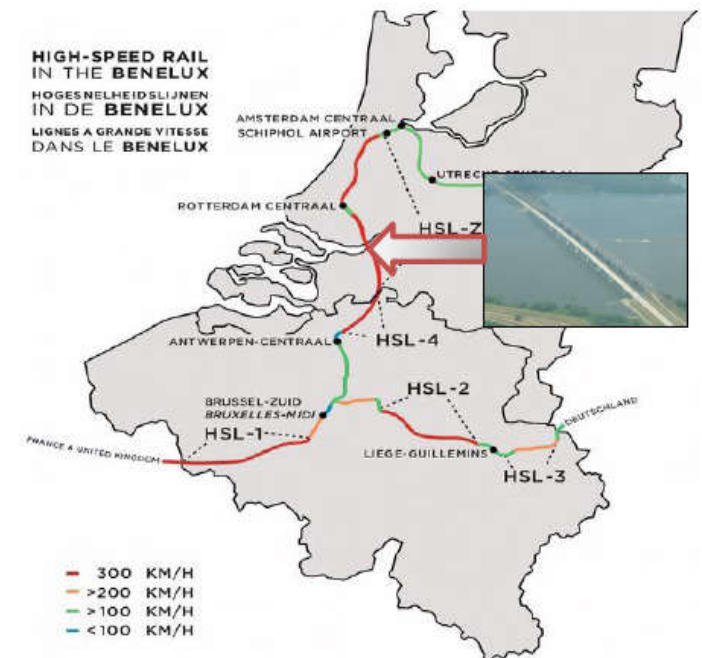 HIGH-SPEED RAIL
IN THE BENELUX
HOGESNELHEIDSLIJNEN
IN DE BENELUX
LIGNES A GRANDE VITESSE
DANS LE BENELUX
AMSTERDAM CENTRAAL
SCHIPHOL AIRPORT
ROTTERDAM CENTRAAL
HSL-Z
ANTWERPEN-CENTRAAL
HSL-4
BRUSSEL-ZUID
BRUXELLES-MIDI
HSL-2
HSL-1
DEUTSCHLAND
FRANCE & UNITED KINGDOM
LIEGE-GUILLEMINS
HSL-3
300 KM/H
>200 KM/H
>100 KM/H
<100 KM/H